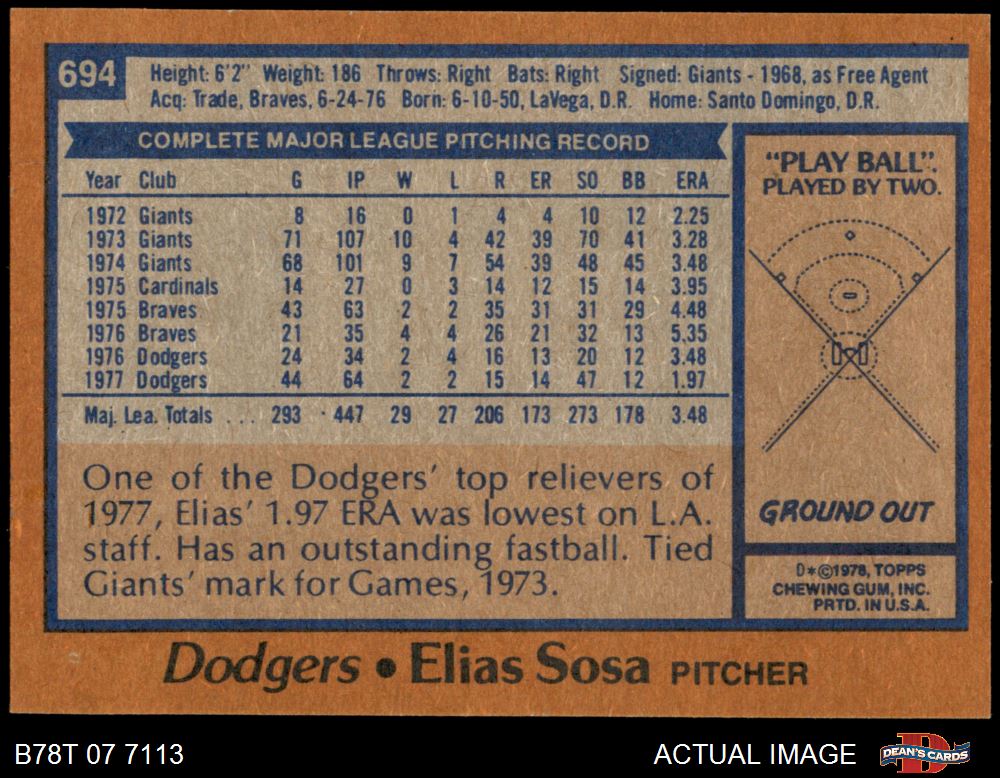 694
Height: 6'2" Weight: 186 Throws: Right Bats: Right Signed: Giants - 1968, as Free Agent
Acq: Trade, Braves, 6-24-76 Born: 6-10-50, LaVega, D.R. Home: Santo Domingo, D.R.
COMPLETE MAJOR LEAGUE PITCHING RECORD
Year Club G IP W L R ER SO BB ERA
1972 Giants 8 16 0 1 4 4 10 12 2.25
1973 Giants 71 107 10 4 42 39 70 41 3.28
1974 Giants 68 101 9 7 54 39 48 45 3.48
1975 Cardinals 14 27 0 3 14 12 15 14 3.95
1975 Braves 43 63 2 2 35 31 31 29 4.48
1976 Braves 21 35 4 4 26 21 32 13 5.35
1976 Dodgers 24 34 2 4 16 13 20 12 3.48
1977 Dodgers 44 64 2 2 15 14 47 12 1.97
Maj. Lea. Totals ... 293 447 29 27 206 173 273 178 3.48
One of the Dodgers' top relievers of
1977, Elias' 1.97 ERA was lowest on L.A.
staff. Has an outstanding fastball. Tied
Giants' mark for Games, 1973.
"PLAY BALL".
PLAYED BY TWO.
GROUND OUT
D*©1978, TOPPS
CHEWING GUM, INC.
PRTD. IN U.S.A.
Dodgers • Elias Sosa PITCHER
B78T 07 7113
ACTUAL IMAGE
DEAN'S CARDS